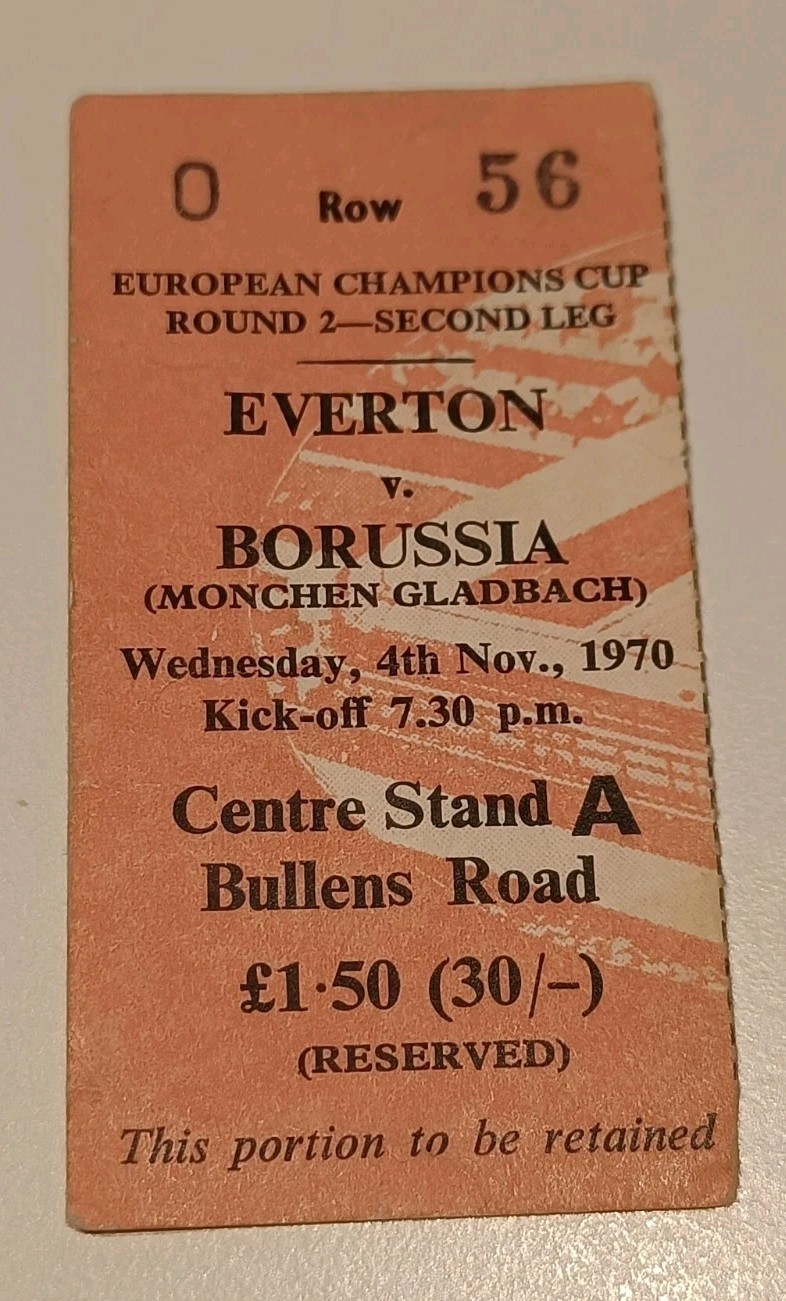 O Row 56
EUROPEAN CHAMPIONS CUP
ROUND 2—SECOND LEG
EVERTON
v.
BORUSSIA
(MONCHEN GLADBACH)
Wednesday, 4th Nov., 1970
Kick-off 7.30 p.m.
Centre Stand A
Bullens Road
£1·50 (30/-)
(RESERVED)
This portion to be retained